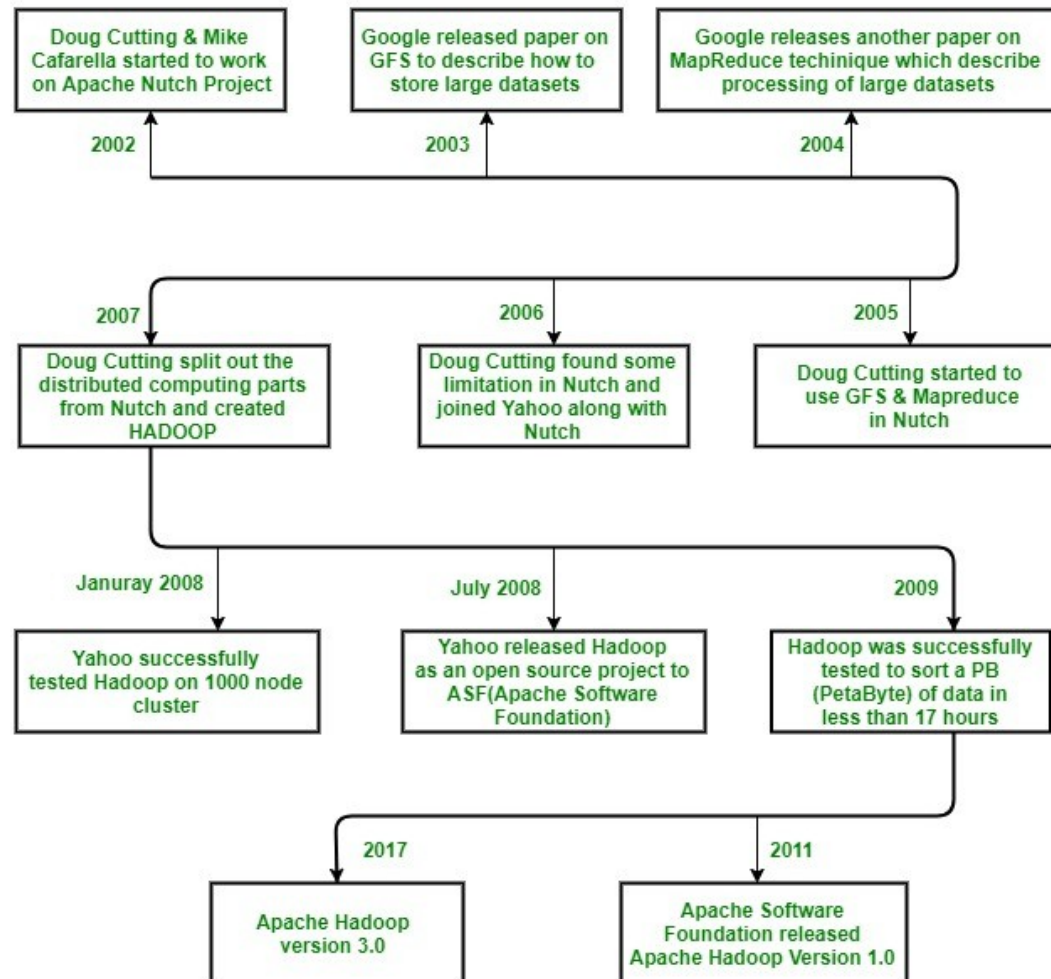 Doug Cutting & Mike
Cafarella started to work
on Apache Nutch Project
Google released paper on
GFS to describe how to
store large datasets
Google releases another paper on
MapReduce techinique which describe
processing of large datasets
2002
2003
2004
2007
2006
2005
Doug Cutting split out the
distributed computing parts
from Nutch and created
HADOOP
Doug Cutting found some
limitation in Nutch and
joined Yahoo along with
Nutch
Doug Cutting started to
use GFS & Mapreduce
in Nutch
Januray 2008
July 2008
2009
Yahoo successfully
tested Hadoop on 1000 node
cluster
Yahoo released Hadoop
as an open source project to
ASF(Apache Software
Foundation)
Hadoop was successfully
tested to sort a PB
(PetaByte) of data in
less than 17 hours
2017
2011
Apache Hadoop
version 3.0
Apache Software
Foundation released
Apache Hadoop Version 1.0